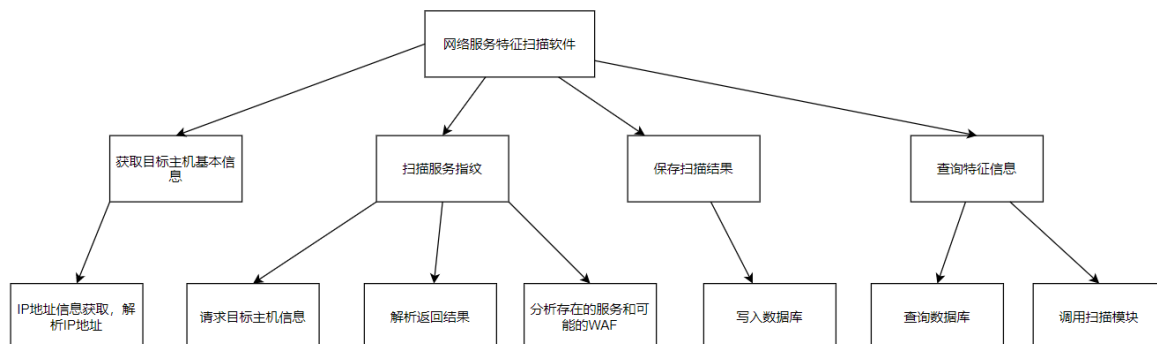 网络服务特征扫描软件
获取目标主机基本信
息
扫描服务指纹
保存扫描结果
查询特征信息
IP地址信息获取，解
析IP地址
请求目标主机信息
解析返回结果
分析存在的服务和可
能的WAF
写入数据库
查询数据库
调用扫描模块